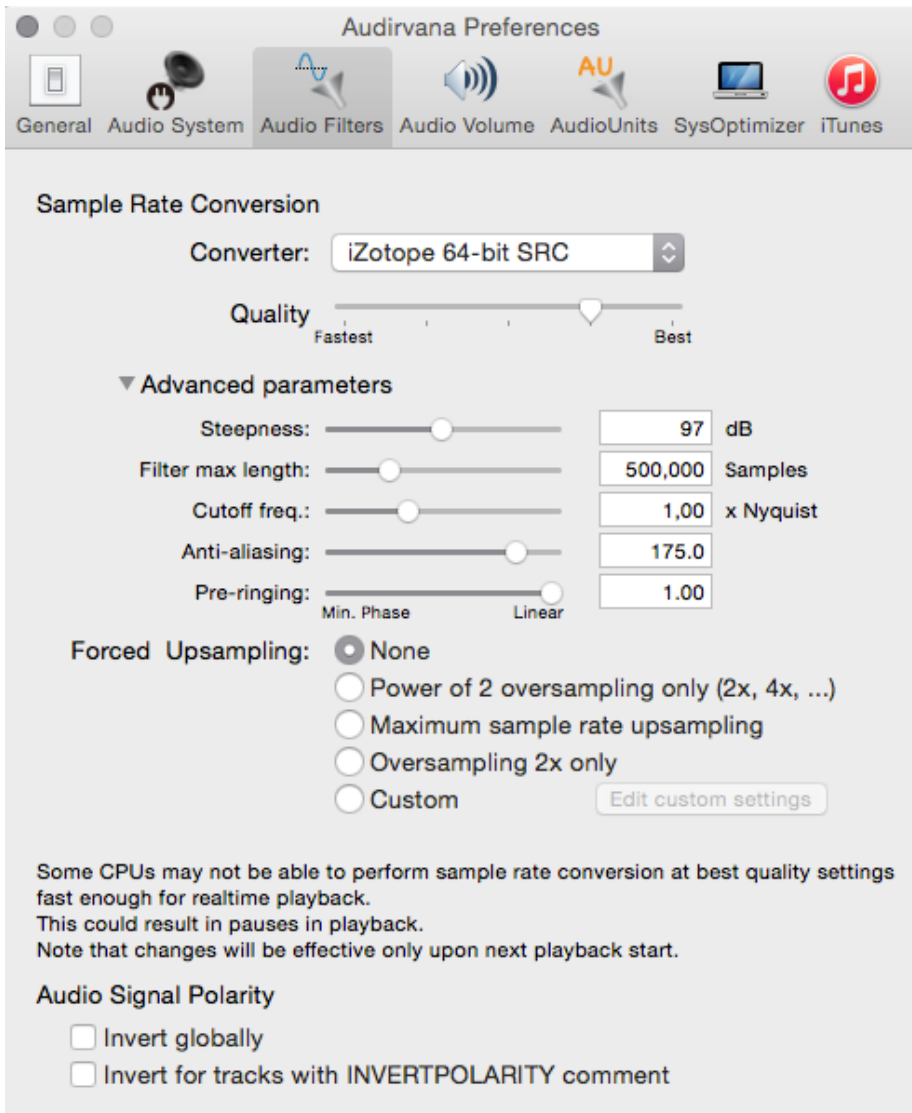 Audirvana Preferences
AU
General Audio System Audio Filters Audio Volume AudioUnits SysOptimizer iTunes
Sample Rate Conversion
Converter: iZotope 64-bit SRC
Quality
Fastest Best
Advanced parameters
Steepness: 97 dB
Filter max length: 500,000 Samples
Cutoff freq.: 1,00 x Nyquist
Anti-aliasing: 175.0
Pre-ringing: 1.00
Min. Phase Linear
Forced Upsampling: None
Power of 2 oversampling only (2x, 4x, ...)
Maximum sample rate upsampling
Oversampling 2x only
Custom Edit custom settings
Some CPUs may not be able to perform sample rate conversion at best quality settings
fast enough for realtime playback.
This could result in pauses in playback.
Note that changes will be effective only upon next playback start.
Audio Signal Polarity
Invert globally
Invert for tracks with INVERTPOLARITY comment